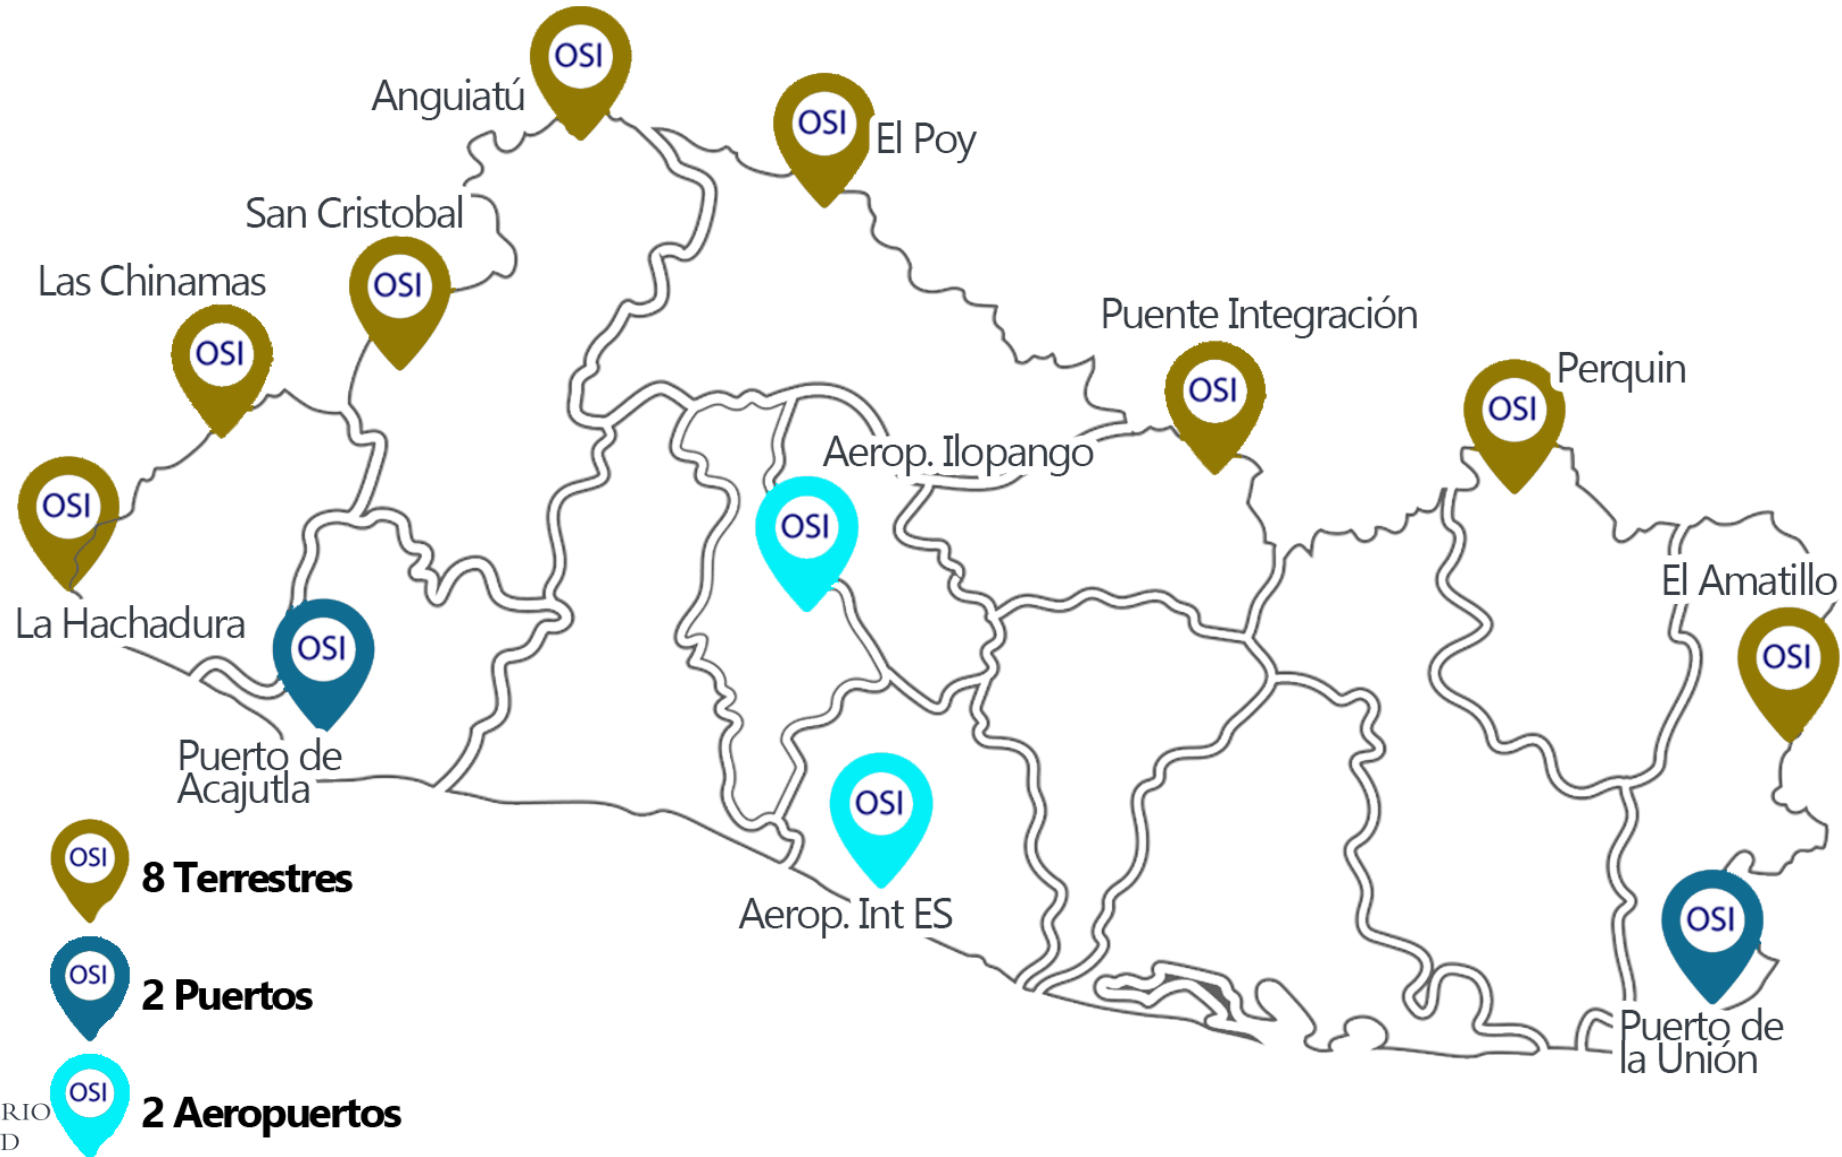 OSI
Anguiatú
OSI
El Poy
San Cristobal
OSI
Las Chinamas
OSI
Puente Integración
OSI
Perquin
OSI
Aerop. Ilopango
OSI
OSI
La Hachadura
El Amatillo
OSI
OSI
Puerto de
Acajutla
OSI
Aerop. Int ES
OSI
Puerto de
la Unión
OSI
8 Terrestres
OSI
2 Puertos
OSI
2 Aeropuertos
RIO
D